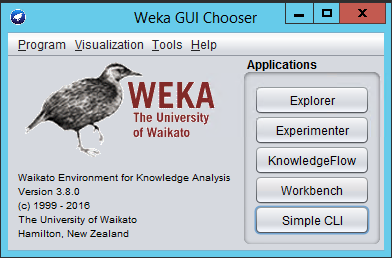 Weka GUI Chooser
Program Visualization Tools Help
WEKA
The University
of Waikato
Waikato Environment for Knowledge Analysis
Version 3.8.0
(c) 1999 - 2016
The University of Waikato
Hamilton, New Zealand
Applications
Explorer
Experimenter
KnowledgeFlow
Workbench
Simple CLI